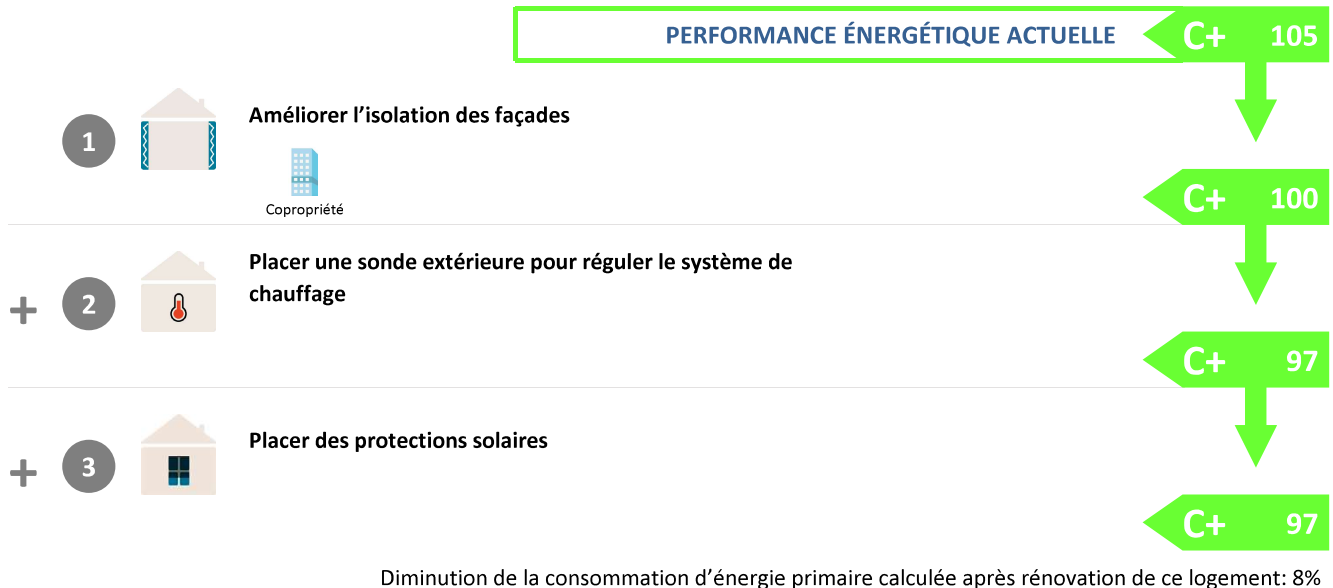 PERFORMANCE ÉNERGÉTIQUE ACTUELLE C+ 105
1 Améliorer l’isolation des façades
Copropriété
C+ 100
Placer une sonde extérieure pour réguler le système de
+ 2 chauffage
C+ 97
+ 3 Placer des protections solaires
C+ 97
Diminution de la consommation d’énergie primaire calculée après rénovation de ce logement: 8%